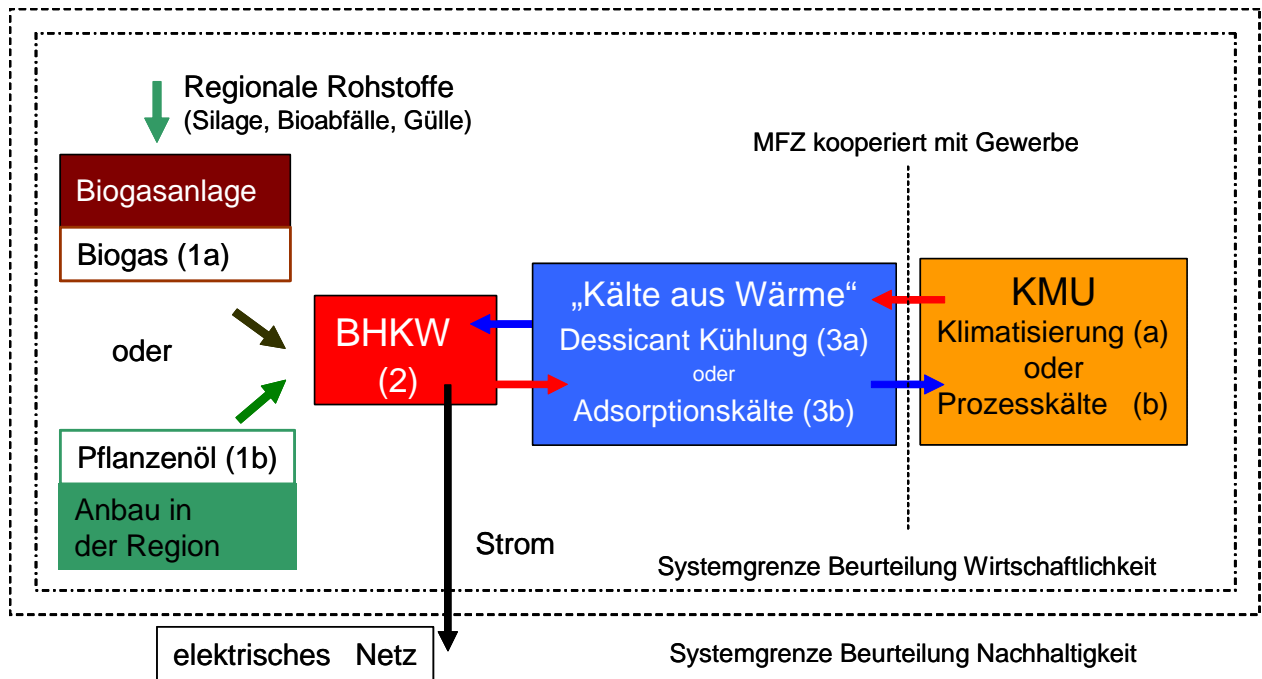 Regionale Rohstoffe
(Silage, Bioabfälle, Gülle)
MFZ kooperiert mit Gewerbe
Biogasanlage
Biogas (1a)
oder
Pflanzenöl (1b)
Anbau in
der Region
BHKW
(2)
Strom
„Kälte aus Wärme“
Dessicant Kühlung (3a)
oder
Adsorptionskälte (3b)
KMU
Klimatisierung (a)
oder
Prozesskälte (b)
Systemgrenze Beurteilung Wirtschaftlichkeit
elektrisches Netz
Systemgrenze Beurteilung Nachhaltigkeit